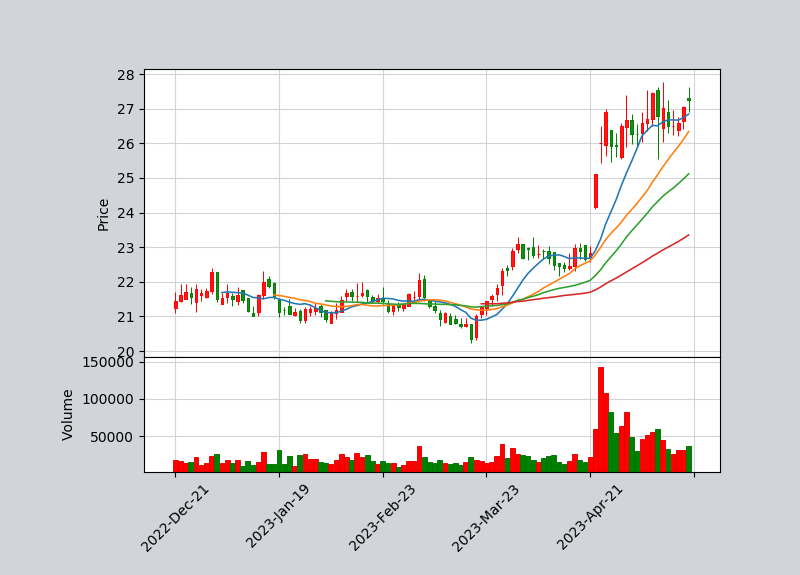 28
27
26
25
24
23
22
21
20
Price
150000
100000
50000
Volume
2022-Dec-21
2023-Jan-19
2023-Feb-23
2023-Mar-23
2023-Apr-21